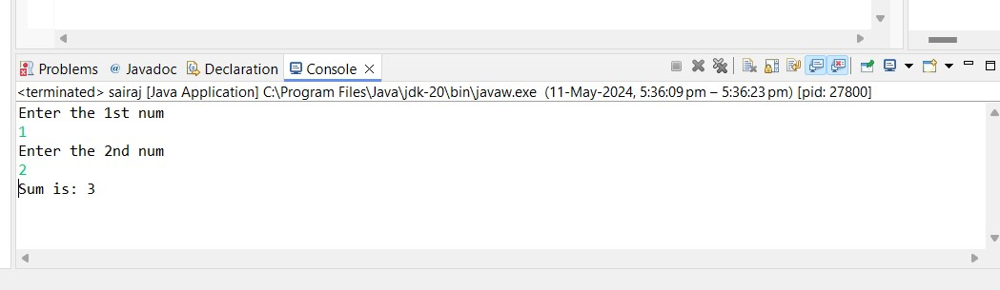 Problems @ Javadoc Declaration Console
<terminated> sairaj [Java Application] C:\Program Files\Java\jdk-20\bin\javaw.exe (11-May-2024, 5:36:09 pm – 5:36:23 pm) [pid: 27800]
Enter the 1st num
1
Enter the 2nd num
2
Sum is: 3